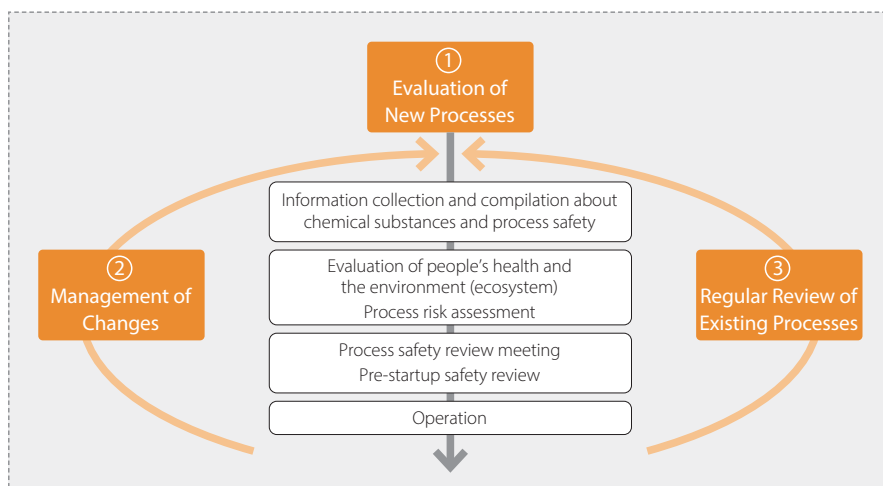 ①
Evaluation of
New Processes
Information collection and compilation about
chemical substances and process safety
Evaluation of people's health and
the environment (ecosystem)
Process risk assessment
②
Management of
Changes
③
Regular Review of
Existing Processes
Process safety review meeting
Pre-startup safety review
Operation